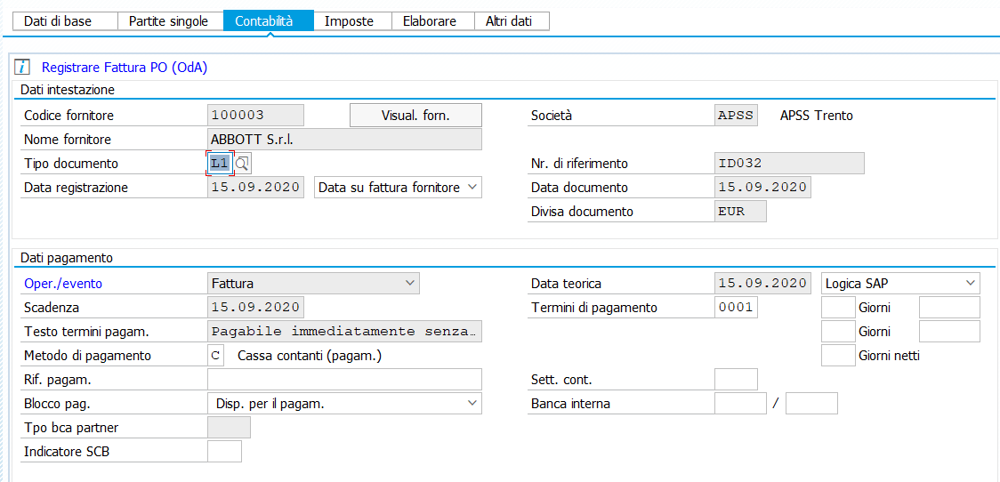 Dati di base Partite singole Contabilità Imposte Elaborare Altri dati
Registrare Fattura PO (OdA)
Dati intestazione
Codice fornitore 100003 Visual. forn. Società APSS APSS Trento
Nome fornitore ABBOTT S.r.l.
Tipo documento L1 Nr. di riferimento ID032
Data registrazione 15.09.2020 Data su fattura fornitore Data documento 15.09.2020
Divisa documento EUR
Dati pagamento
Oper./evento Fattura Data teorica 15.09.2020 Logica SAP
Scadenza 15.09.2020 Termini di pagamento 0001 Giorni
Testo termini pagam. Pagabile immediatamente senza… Giorni
Metodo di pagamento C Cassa contanti (pagam.) Giorni netti
Rif. pagam. Sett. cont.
Blocco pag. Disp. per il pagam. Banca interna /
Tpo bca partner
Indicatore SCB